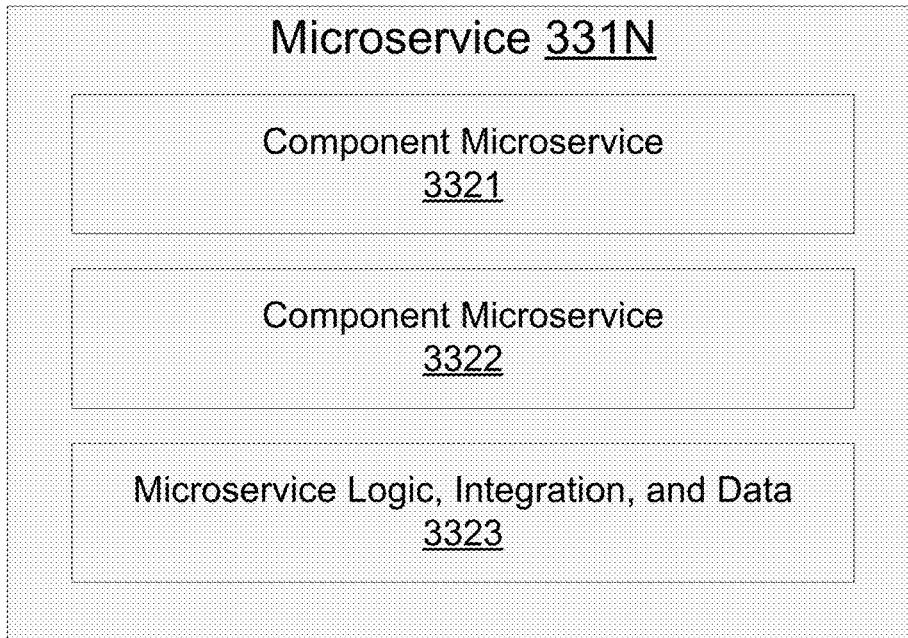 Microservice 331N
Component Microservice
3321
Component Microservice
3322
Microservice Logic, Integration, and Data
3323